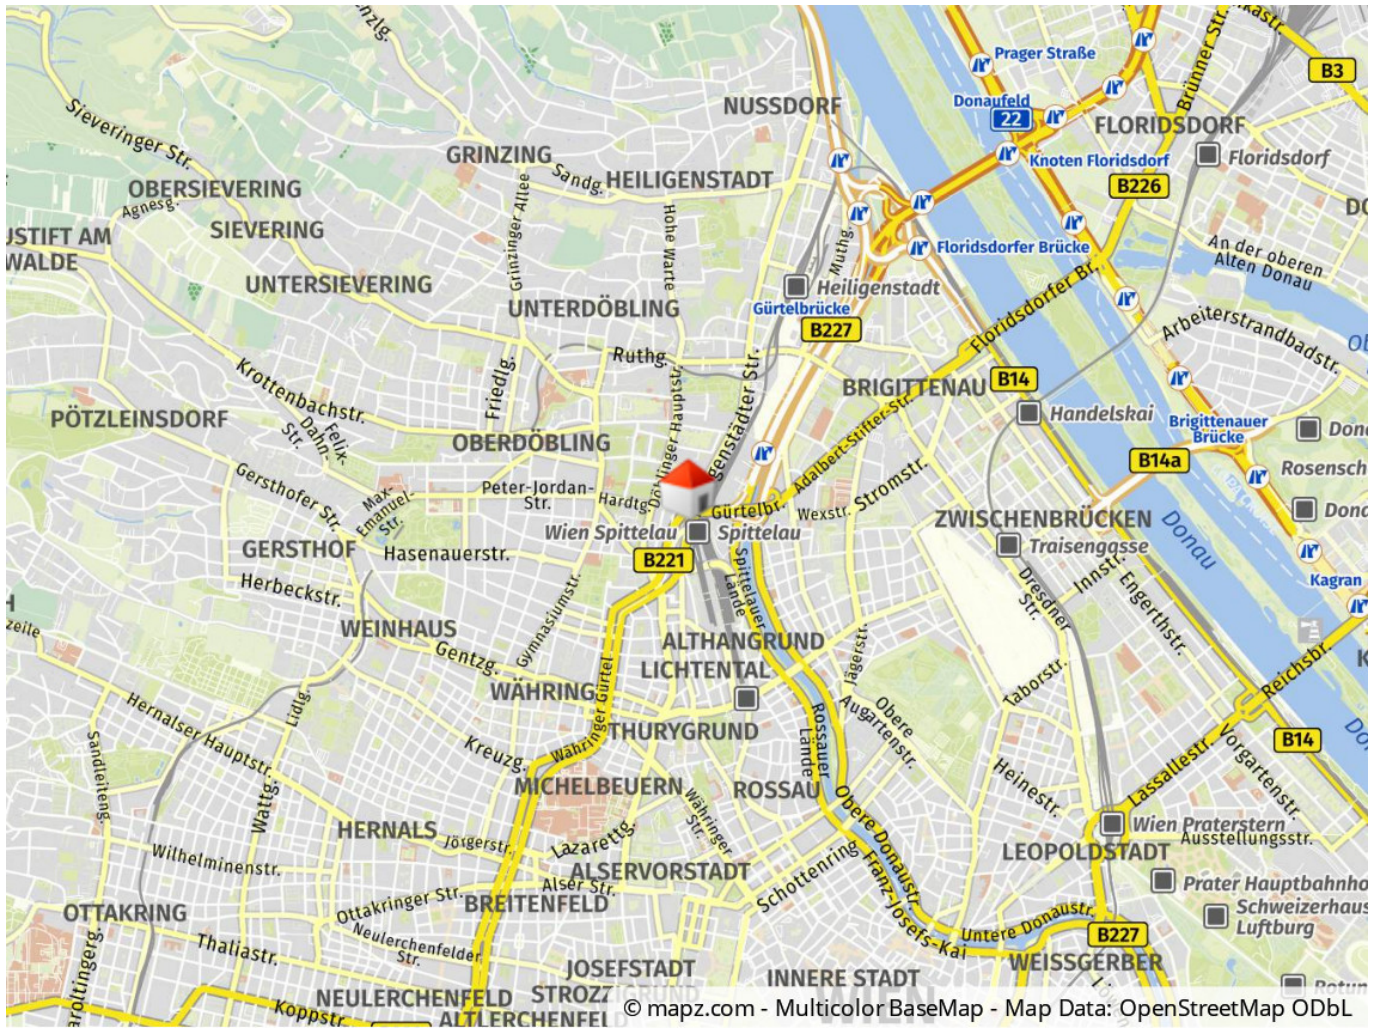 Prager Straße
Brünner Str.
B3
NUSSDORF
Donaufeld
22
FLORIDSDORF
Sieveringer Str.
GRINZING
Knoten Floridsdorf
Floridsdorf
Sandg.
HEILIGENSTADT
B226
OBERSIEVERING
Agnesg.
SIEVERING
Grinzinger Allee
Hohe Warte
Muthg.
Floridsdorfer Brücke
An der oberen
Alten Donau
USTIFT AM
WALDE
UNTERSIEVERING
Heiligenstadt
Floridsdorfer Br.
UNTERDÖBLING
Gürtelbrücke
B227
Arbeiterstrandbadstr.
Ruthg.
Krottenbachstr.
Friedlg.
BRIGITTENAU
B14
PÖTZLEINSDORF
Handelskai
Felix-
Dahn-
Str.
OBERDÖBLING
Adalbert-Stifter-Str.
Brigittenauer
Brücke
B14a
Gersthofer Str.
Max-
Emanuel-
Str.
Peter-Jordan-
Str.
Hardtg.
Gürtelbr.
Wexstr.
Stromstr.
Wien Spittelau
Spittelau
ZWISCHENBRÜCKEN
Donau
GERSTHOF
Hasenauerstr.
B221
Traisengasse
Kagran
Herbeckstr.
Gymnasiumstr.
Spittelauer
Lände
Dresdner
Str.
Innstr.
Engerthstr.
WEINHAUS
Gentzg.
ALTHANGRUND
LICHTENTAL
Jägerstr.
Reichsbr.
Lidlg.
WÄHRING
Währinger Gürtel
Taborstr.
Hernalser Hauptstr.
THURYGRUND
Rossauer
Lände
Obere
Augartenstr.
B14
Sandleiteng.
Kreuzg.
Lassallestr.
Vorgartenstr.
Wattg.
MICHELBEUERN
ROSSAU
Heinestr.
HERNALS
Jörgerstr.
Lazarettg.
Währinger
Str.
Obere Donaustr.
Wien Praterstern
Ausstellungsstr.
Wilhelminenstr.
LEOPOLDSTADT
ALSERVORSTADT
Schottenring
Alser Str.
Ottakringer Str.
BREITENFELD
Franz-Josefs-Kai
Prater Hauptbahnho
OTTAKRING
Schweizerhaus
Luftburg
Thaliastr.
Neulerchenfelder
Str.
Untere Donaustr.
B227
JOSEFSTADT
INNERE STADT
WEISSGERBER
NEULERCHENFELD
Koppstr.
ALTLERCHENFELD
© mapz.com - Multicolor BaseMap - Map Data: OpenStreetMap ODbL